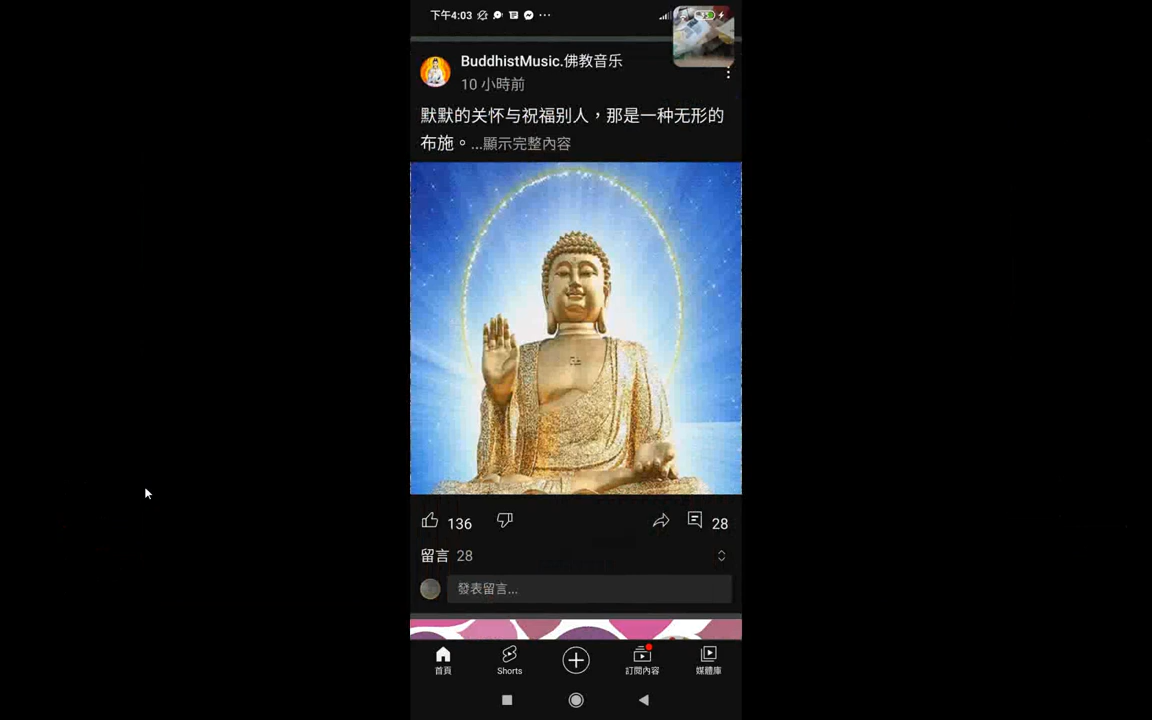 下午4:03
BuddhistMusic.佛教音乐
10 小時前
默默的关怀与祝福别人，那是一种无形的
布施。...顯示完整內容
卍
136
28
留言 28
發表留言...
首頁
Shorts
訂閱內容
媒體庫